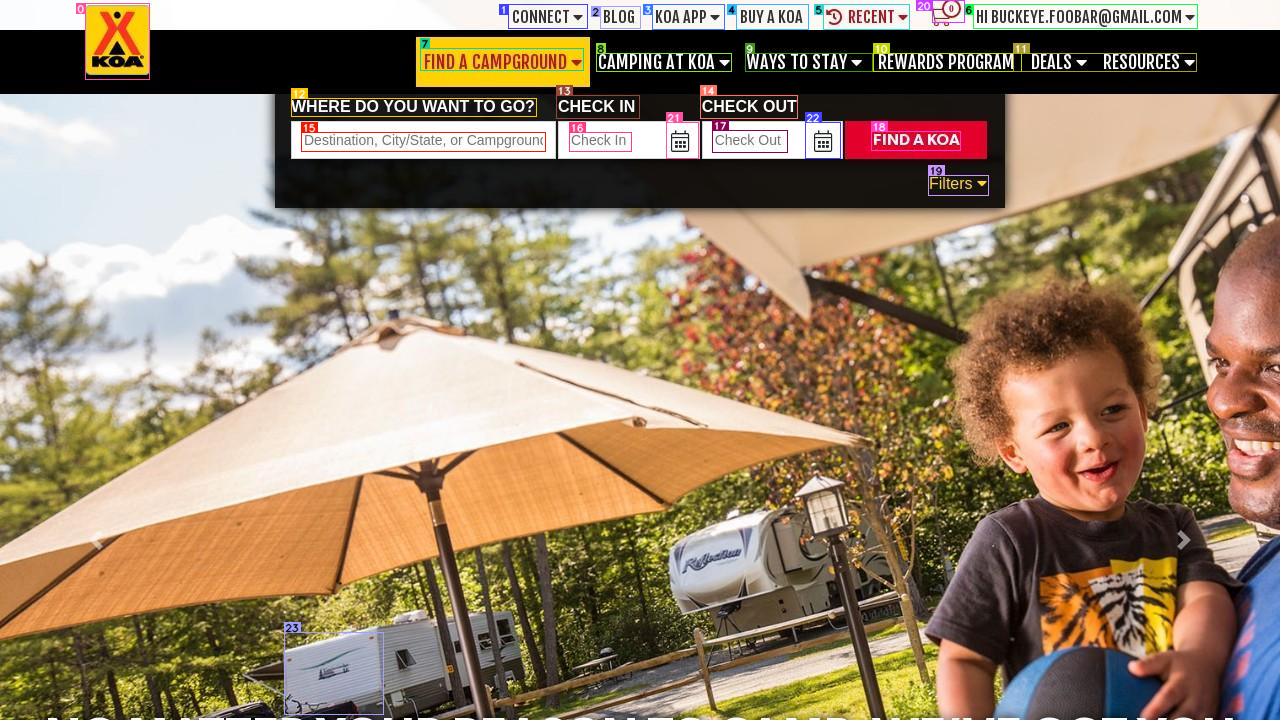 CONNECT
BLOG
KOA APP
BUY A KOA
RECENT
0
HI BUCKEYE.FOOBAR@GMAIL.COM
KOA
FIND A CAMPGROUND
CAMPING AT KOA
WAYS TO STAY
REWARDS PROGRAM
DEALS
RESOURCES
WHERE DO YOU WANT TO GO?
CHECK IN
CHECK OUT
Destination, City/State, or Campground
Check In
Check Out
FIND A KOA
Filters
Reflection
0
1
2
3
4
5
20
6
7
8
9
10
11
12
13
14
15
16
21
17
22
18
19
23